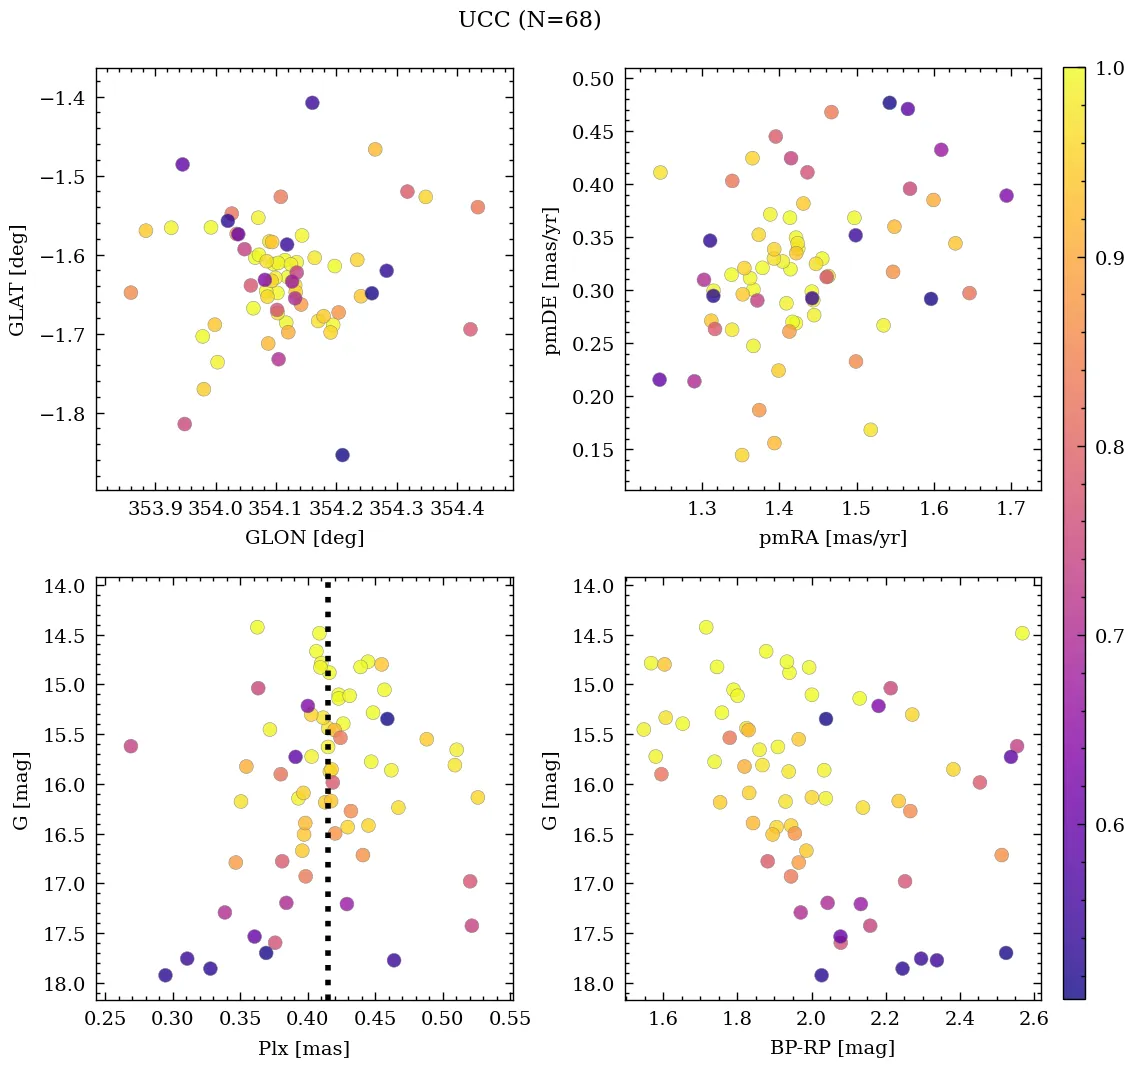 UCC (N=68)
−1.4
−1.5
−1.6
−1.7
−1.8
GLAT [deg]
353.9 354.0 354.1 354.2 354.3 354.4
GLON [deg]
0.50
0.45
0.40
0.35
0.30
0.25
0.20
0.15
pmDE [mas/yr]
1.3 1.4 1.5 1.6 1.7
pmRA [mas/yr]
14.0
14.5
15.0
15.5
16.0
16.5
17.0
17.5
18.0
G [mag]
0.25 0.30 0.35 0.40 0.45 0.50 0.55
Plx [mas]
14.0
14.5
15.0
15.5
16.0
16.5
17.0
17.5
18.0
G [mag]
1.6 1.8 2.0 2.2 2.4 2.6
BP-RP [mag]
1.0
0.9
0.8
0.7
0.6